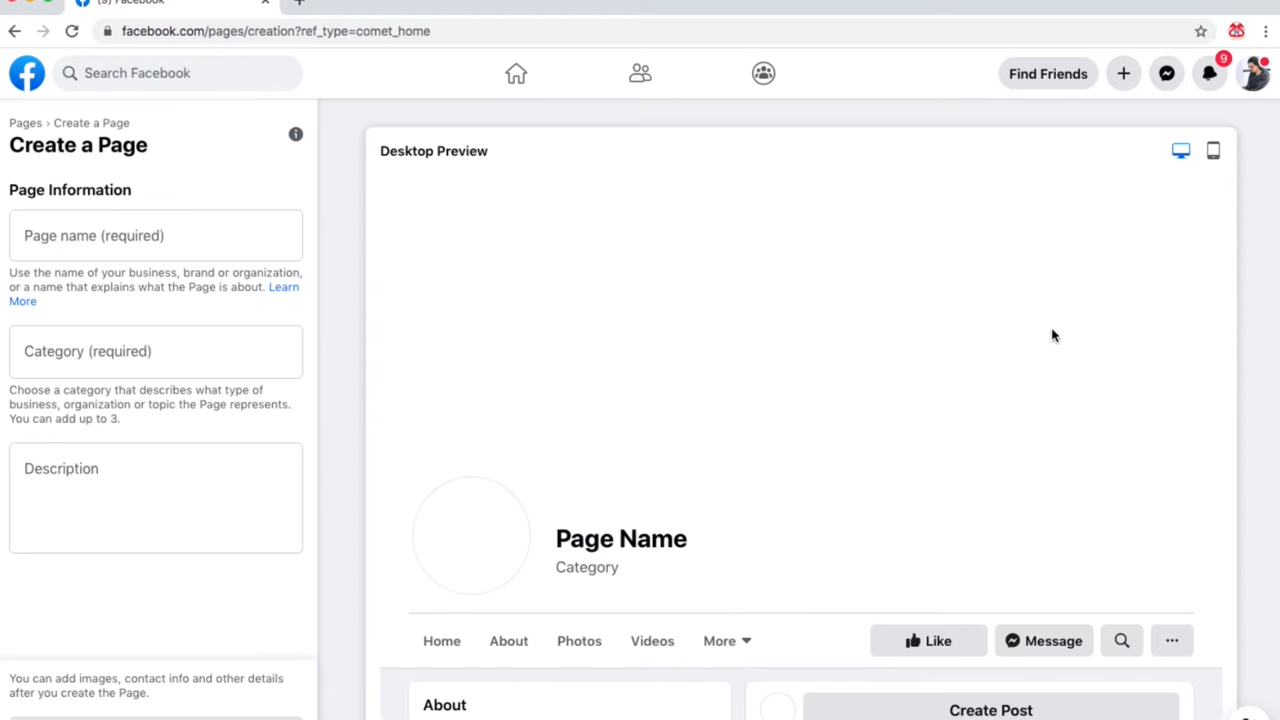 (9) Facebook
facebook.com/pages/creation?ref_type=comet_home
Search Facebook
Find Friends
9
Pages › Create a Page
Create a Page
Page Information
Page name (required)
Use the name of your business, brand or organization,
or a name that explains what the Page is about. Learn
More
Category (required)
Choose a category that describes what type of
business, organization or topic the Page represents.
You can add up to 3.
Description
You can add images, contact info and other details
after you create the Page.
Desktop Preview
Page Name
Category
Home About Photos Videos More
Like Message
About
Create Post